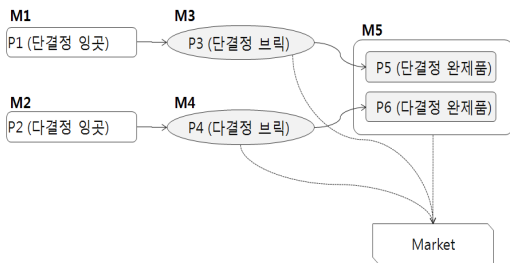 M1
P1 (단결정 잉곳)
M3
P3 (단결정 브릭)
M5
P5 (단결정 완제품)
P6 (다결정 완제품)
M2
P2 (다결정 잉곳)
M4
P4 (다결정 브릭)
Market